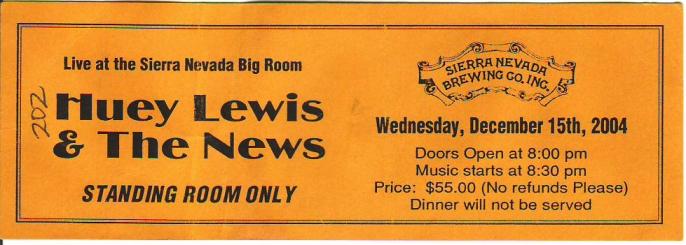 Live at the Sierra Nevada Big Room
202
Huey Lewis
& The News
STANDING ROOM ONLY
SIERRA NEVADA
BREWING CO. INC.
Wednesday, December 15th, 2004
Doors Open at 8:00 pm
Music starts at 8:30 pm
Price: $55.00 (No refunds Please)
Dinner will not be served